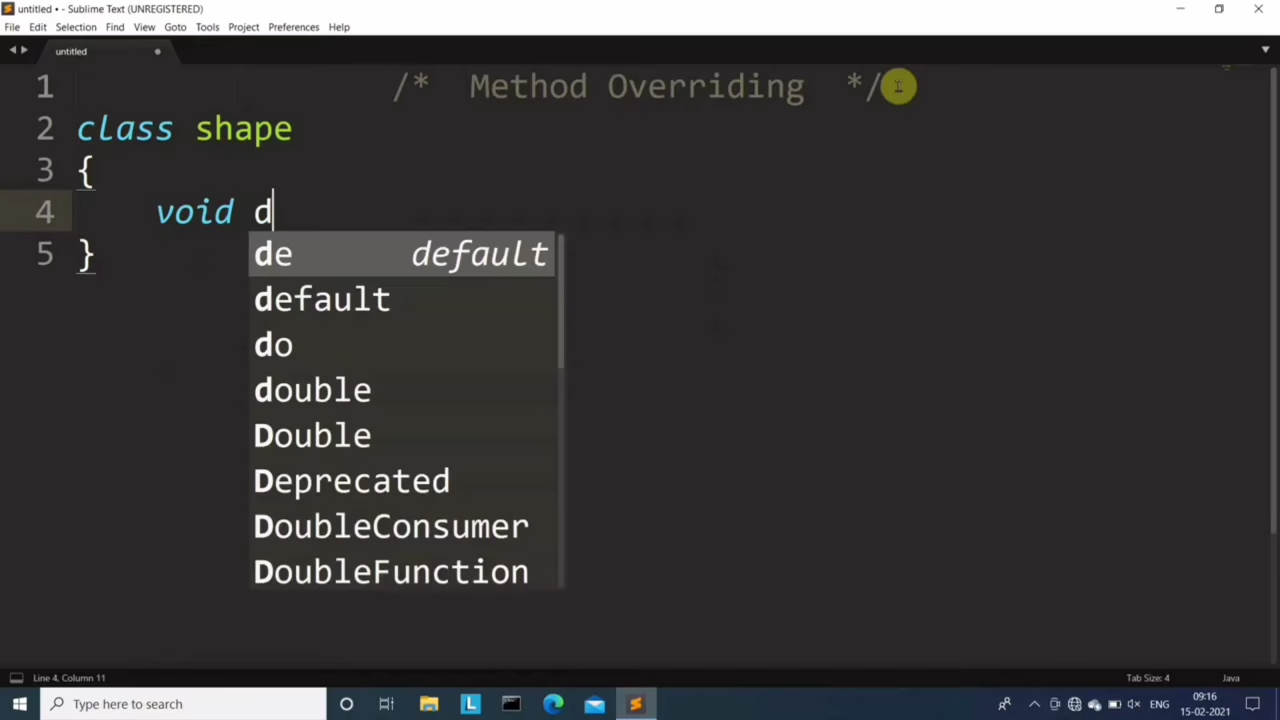 untitled • - Sublime Text (UNREGISTERED)
File Edit Selection Find View Goto Tools Project Preferences Help
untitled
1 /* Method Overriding */
2 class shape
3 {
4 void d
de default
default
do
double
Double
Deprecated
DoubleConsumer
DoubleFunction
5 }
Line 4, Column 11 Tab Size: 4 Java
Type here to search L ENG 09:16
15-02-2021